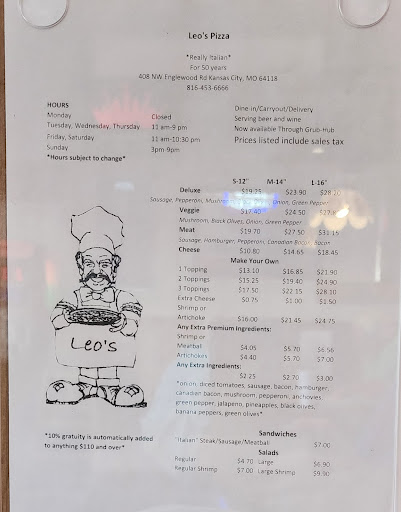 Leo's Pizza
*Really Italian*
For 50 years
408 NW Englewood Rd Kansas City, MO 64118
816-453-6666
HOURS
Monday Closed
Tuesday, Wednesday, Thursday 11 am-9 pm
Friday, Saturday 11 am-10:30 pm
Sunday 3pm-9pm
*Hours subject to change*
Dine-in/Carryout/Delivery
Serving beer and wine
Now available Through Grub-Hub
Prices listed include sales tax
S-12" M-14" L-16"
Deluxe $19.25 $23.90 $28.20
Sausage, Pepperoni, Onion, Green Pepper
Veggie $17.40 $24.50
Mushroom, Black Olives, Onion, Green Pepper
Meat $19.70 $27.50 $31.15
Sausage, Hamburger, Pepperoni, Canadian Bacon, Bacon
Cheese $10.80 $14.65 $18.45
Make Your Own
1 Topping $13.10 $16.85 $21.90
2 Toppings $15.25 $19.40 $24.90
3 Toppings $17.50 $22.15 $28.10
Extra Cheese $0.75 $1.00 $1.50
Shrimp or
Artichoke $16.00 $21.45 $24.75
Any Extra Premium Ingredients:
Shrimp or
Meatball $4.05 $5.70 $6.56
Artichokes $4.40 $5.70 $7.00
Any Extra Ingredients:
$2.25 $2.70 $3.00
*onion, diced tomatoes, sausage, bacon, hamburger,
canadian bacon, mushroom, pepperoni, anchovies
green pepper, jalapeno, pineapples, black olives,
banana peppers, green olives*
Leo's
*10% gratuity is automatically added
to anything $110 and over*
Sandwiches
"Italian" Steak/Sausage/Meatball $7.00
Salads
Regular $4.70 Large $6.90
Regular Shrimp $7.00 Large Shrimp $9.90